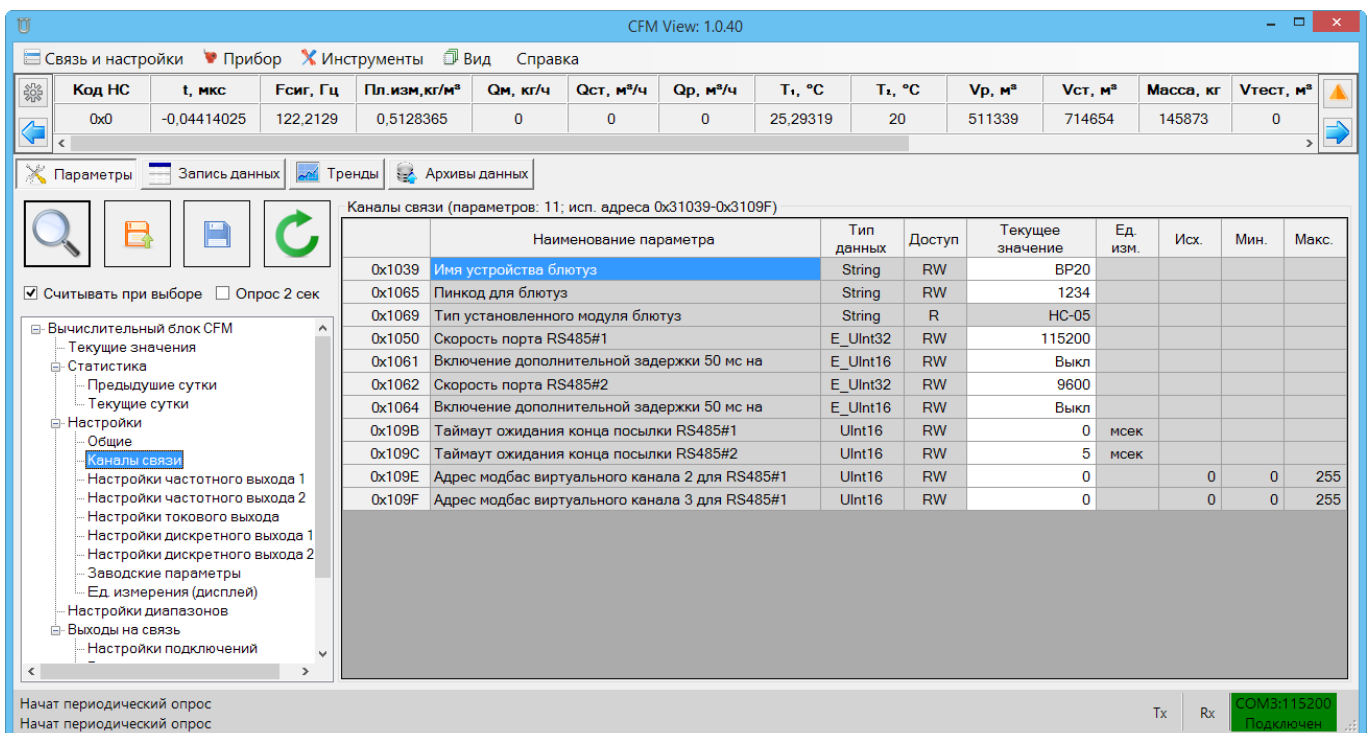 CFM View: 1.0.40
Связь и настройки Прибор Инструменты Вид Справка
Код НС t, мкс Fсиг, Гц Пл.изм,кг/м³ Qм, кг/ч Qст, м³/ч Qр, м³/ч T₁, °C T₂, °C Vр, м³ Vст, м³ Масса, кг Vтест, м³
0x0 -0,04414025 122,2129 0,5128365 0 0 0 25,29319 20 511339 714654 145873 0
Параметры Запись данных Тренды Архивы данных
Считывать при выборе Опрос 2 сек
Вычислительный блок CFM
Текущие значения
Статистика
Предыдушие сутки
Текущие сутки
Настройки
Общие
Каналы связи
Настройки частотного выхода 1
Настройки частотного выхода 2
Настройки токового выхода
Настройки дискретного выхода 1
Настройки дискретного выхода 2
Заводские параметры
Ед. измерения (дисплей)
Настройки диапазонов
Выходы на связь
Настройки подключений
Каналы связи (параметров: 11; исп. адреса 0x31039-0x3109F)
Наименование параметра Тип данных Доступ Текущее значение Ед. изм. Исх. Мин. Макс.
0x1039 Имя устройства блютуз String RW BP20
0x1065 Пинкод для блютуз String RW 1234
0x1069 Тип установленного модуля блютуз String R HC-05
0x1050 Скорость порта RS485#1 E_UInt32 RW 115200
0x1061 Включение дополнительной задержки 50 мс на E_UInt16 RW Выкл
0x1062 Скорость порта RS485#2 E_UInt32 RW 9600
0x1064 Включение дополнительной задержки 50 мс на E_UInt16 RW Выкл
0x109B Таймаут ожидания конца посылки RS485#1 UInt16 RW 0 мсек
0x109C Таймаут ожидания конца посылки RS485#2 UInt16 RW 5 мсек
0x109E Адрес модбас виртуального канала 2 для RS485#1 UInt16 RW 0 0 0 255
0x109F Адрес модбас виртуального канала 3 для RS485#1 UInt16 RW 0 0 0 255
Начат периодический опрос
Начат периодический опрос
Tx Rx
COM3:115200
Подключен